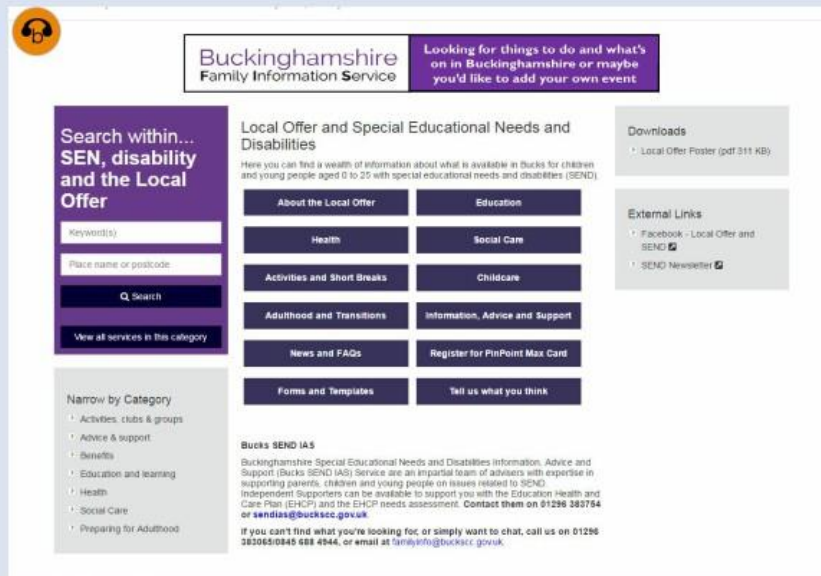 b
Buckinghamshire
Family Information Service
Looking for things to do and what's
on in Buckinghamshire or maybe
you'd like to add your own event
Search within...
SEN, disability
and the Local
Offer
Keyword(s)
Place name or postcode
Search
View all services in this category
Narrow by Category
Activities, clubs & groups
Advice & support
Benefits
Education and learning
Health
Social Care
Preparing for Adulthood
Local Offer and Special Educational Needs and
Disabilities
Here you can find a wealth of information about what is available in Bucks for children
and young people aged 0 to 25 with special educational needs and disabilities (SEND).
About the Local Offer
Education
Health
Social Care
Activities and Short Breaks
Childcare
Adulthood and Transitions
Information, Advice and Support
News and FAQs
Register for PinPoint Max Card
Forms and Templates
Tell us what you think
Bucks SEND IAS
Buckinghamshire Special Educational Needs and Disabilities Information, Advice and
Support (Bucks SEND IAS) Service are an impartial team of advisers with expertise in
supporting parents, children and young people on issues related to SEND.
Independent Supporters can be available to support you with the Education Health and
Care Plan (EHCP) and the EHCP needs assessment. Contact them on 01296 383754
or sendias@buckscc.gov.uk
If you can't find what you're looking for, or simply want to chat, call us on 01296
383065/0845 688 4944, or email at familyinfo@buckscc.gov.uk
Downloads
Local Offer Poster (pdf 311 KB)
External Links
Facebook - Local Offer and
SEND
SEND Newsletter